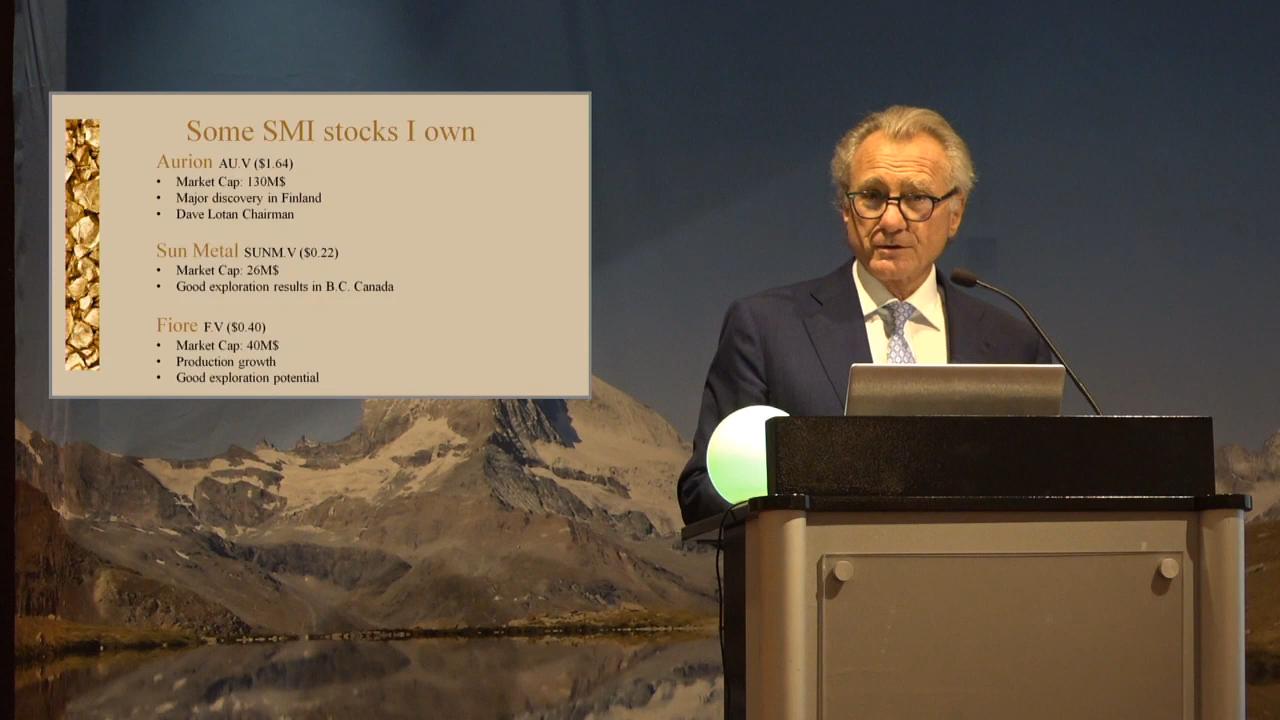 Some SMI stocks I own
Aurion AU.V ($1.64)
• Market Cap: 130M$
• Major discovery in Finland
• Dave Lotan Chairman
Sun Metal SUNM.V ($0.22)
• Market Cap: 26M$
• Good exploration results in B.C. Canada
Fiore F.V ($0.40)
• Market Cap: 40M$
• Production growth
• Good exploration potential